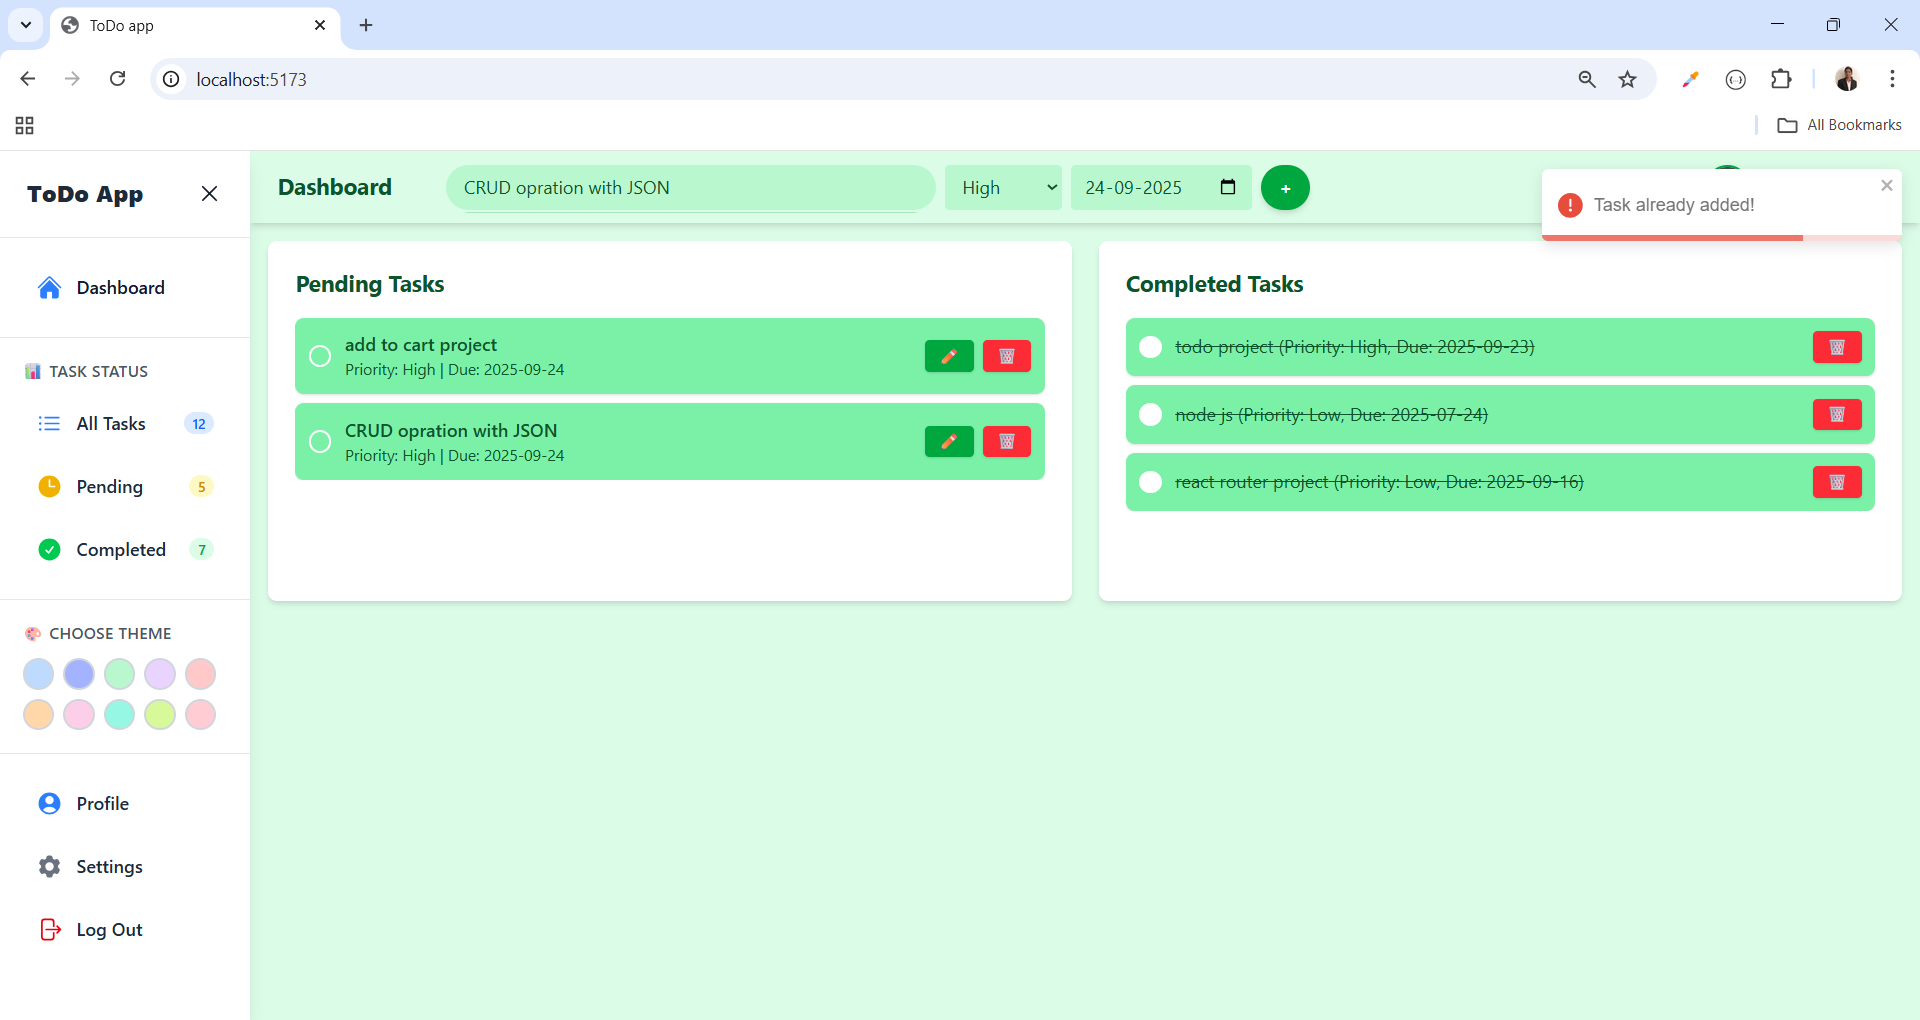 ToDo app
localhost:5173
All Bookmarks
ToDo App
Dashboard
TASK STATUS
All Tasks 12
Pending 5
Completed 7
CHOOSE THEME
Profile
Settings
Log Out
Dashboard
CRUD opration with JSON
High
24-09-2025
+
Task already added!
Pending Tasks
add to cart project
Priority: High | Due: 2025-09-24
CRUD opration with JSON
Priority: High | Due: 2025-09-24
Completed Tasks
todo project (Priority: High, Due: 2025-09-23)
node js (Priority: Low, Due: 2025-07-24)
react router project (Priority: Low, Due: 2025-09-16)